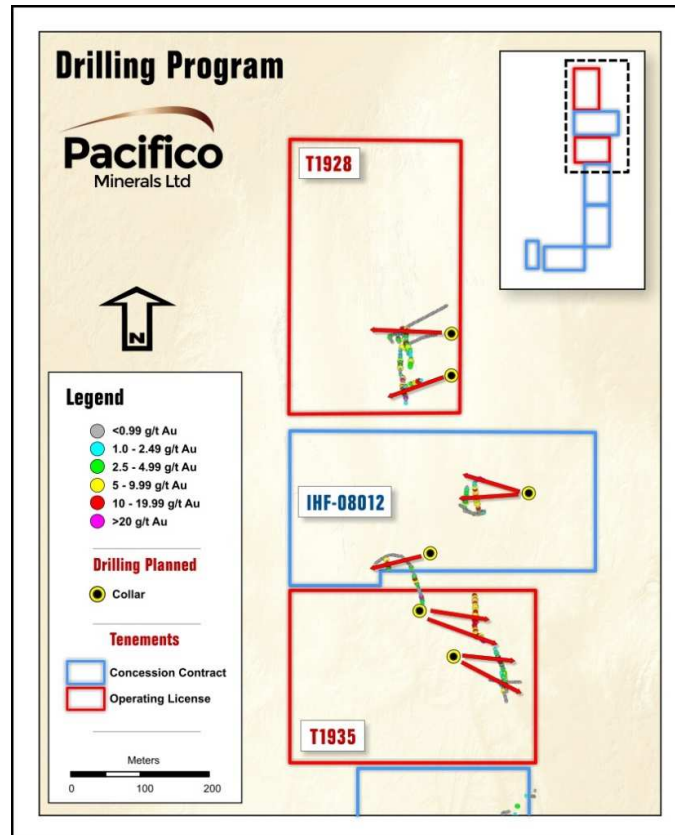 Drilling Program
Pacifico
Minerals Ltd
T1928
N
Legend
<0.99 g/t Au
1.0 - 2.49 g/t Au
2.5 - 4.99 g/t Au
5 - 9.99 g/t Au
10 - 19.99 g/t Au
>20 g/t Au
Drilling Planned
Collar
Tenements
Concession Contract
Operating License
Meters
0 100 200
IHF-08012
T1935